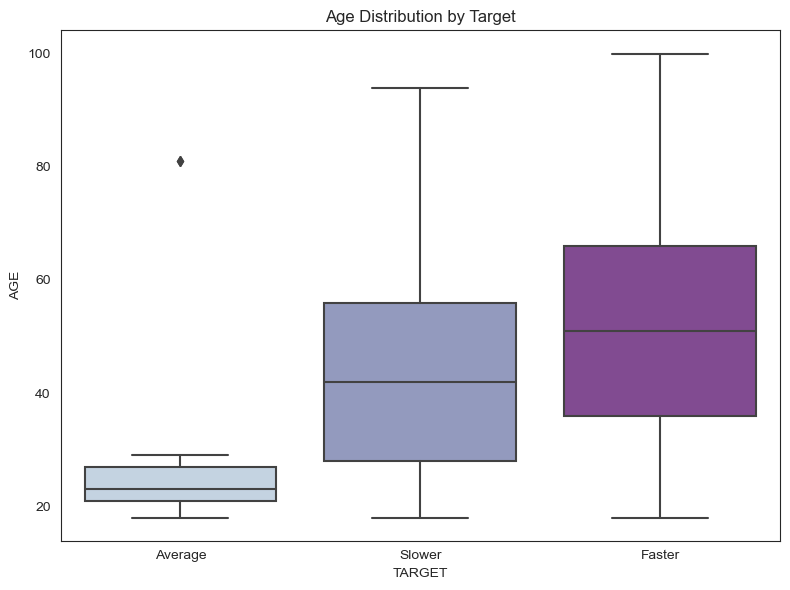 Age Distribution by Target
100
80
60
40
20
AGE
Average
Slower
Faster
TARGET